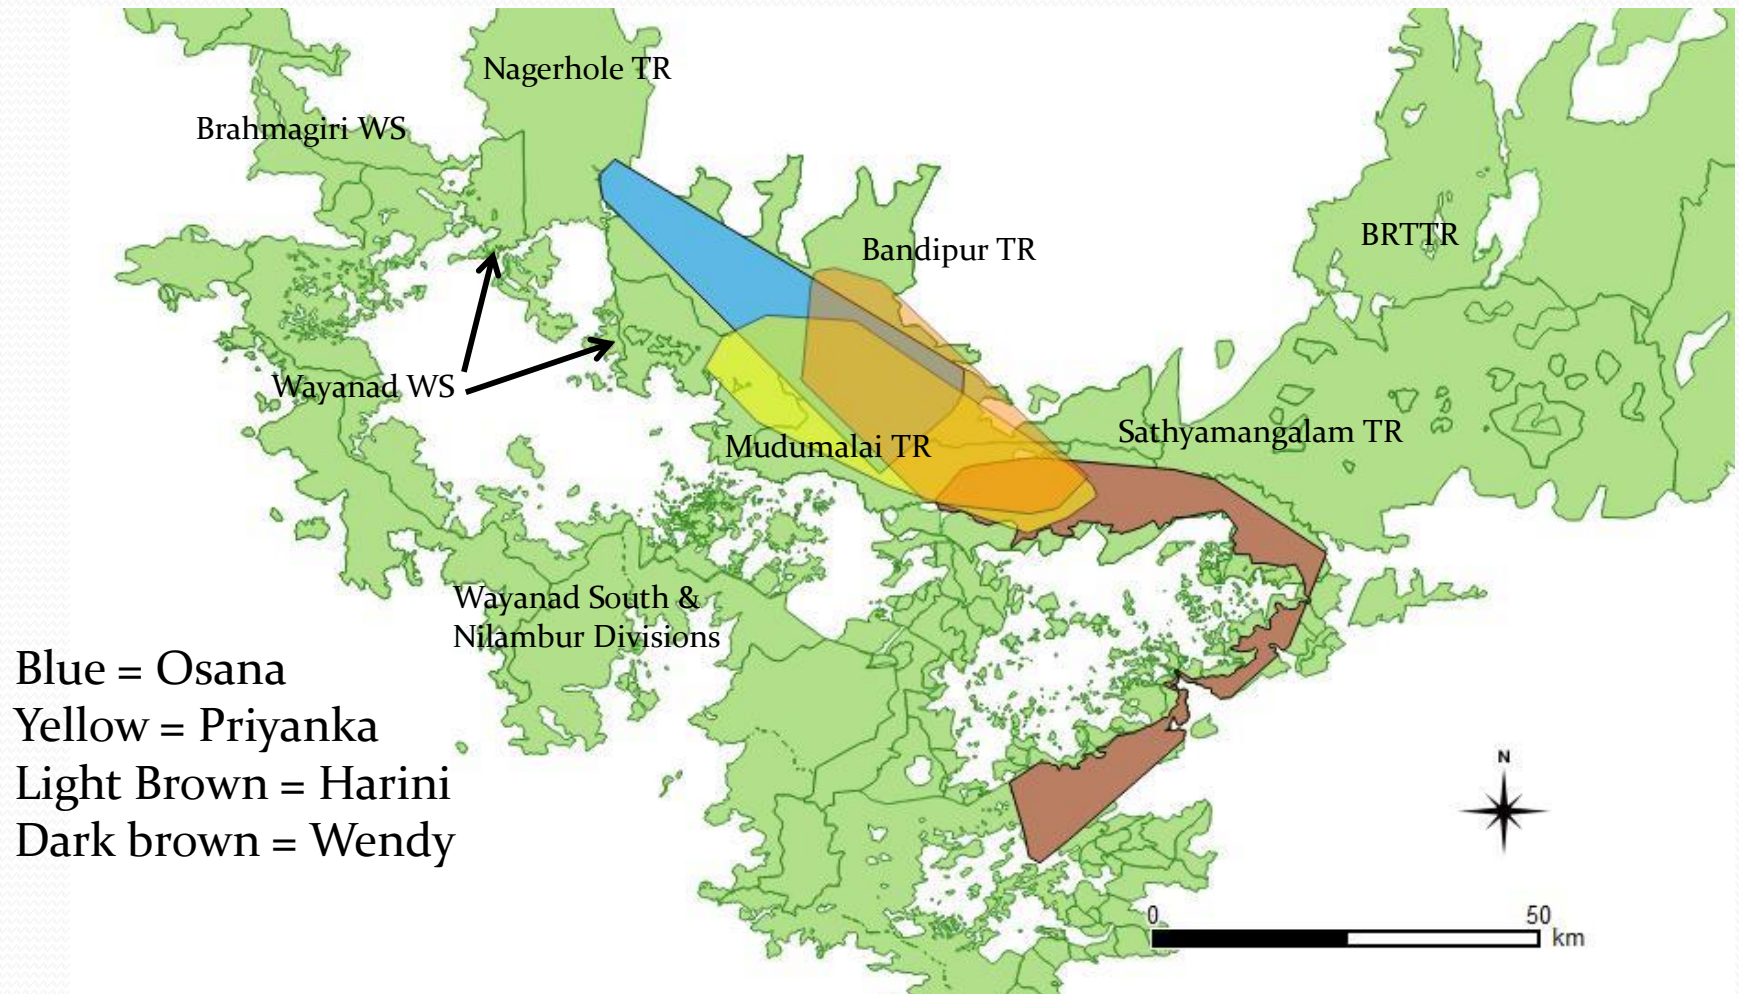 Nagerhole TR
Brahmagiri WS
BRTTR
Bandipur TR
Wayanad WS
Sathyamangalam TR
Mudumalai TR
Wayanad South &
Nilambur Divisions
Blue = Osana
Yellow = Priyanka
Light Brown = Harini
Dark brown = Wendy
N
0 50
km